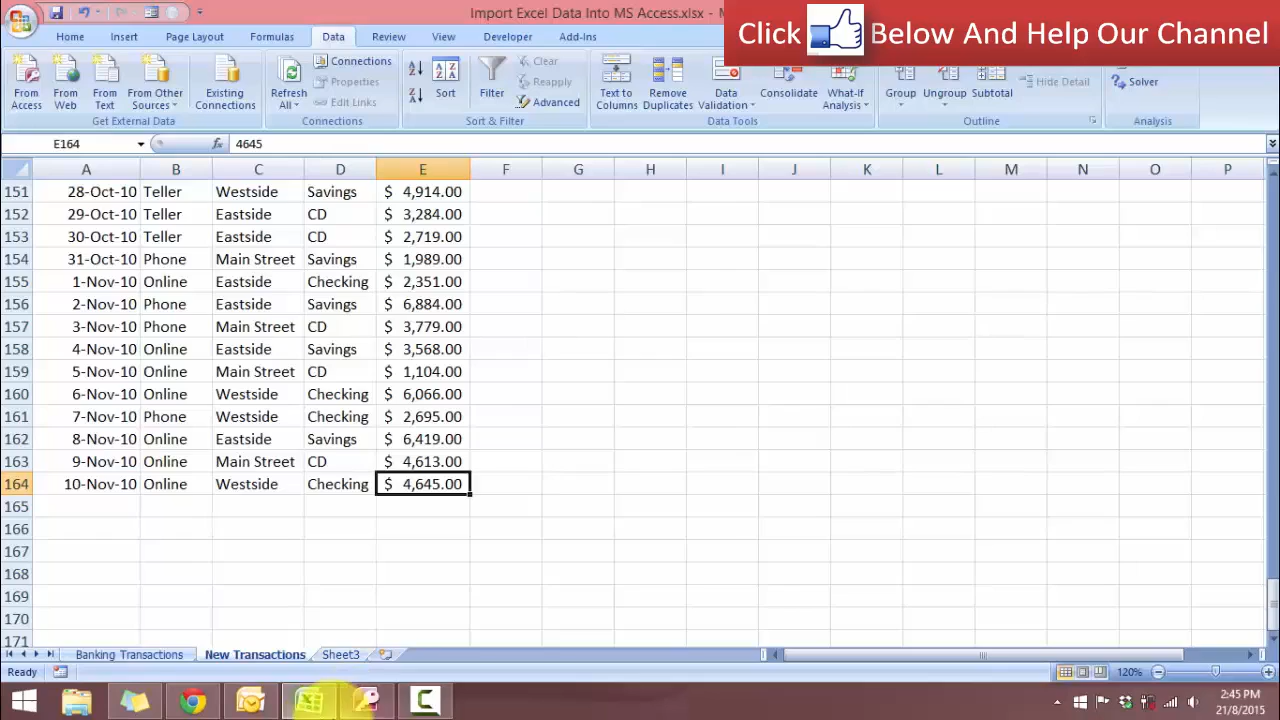 Import Excel Data Into MS Access.xlsx - M
Click Below And Help Our Channel
Home Insert Page Layout Formulas Data Review View Developer Add-Ins
From Access From Web From Text From Other Sources Existing Connections
Get External Data
Refresh All Connections Properties Edit Links
Connections
Sort Filter Clear Reapply Advanced
Sort & Filter
Text to Columns Remove Duplicates Data Validation Consolidate What-If Analysis
Data Tools
Group Ungroup Subtotal Hide Detail
Outline
Solver
Analysis
E164 fx 4645
A B C D E F G H I J K L M N O P
151 28-Oct-10 Teller Westside Savings $ 4,914.00
152 29-Oct-10 Teller Eastside CD $ 3,284.00
153 30-Oct-10 Teller Eastside CD $ 2,719.00
154 31-Oct-10 Phone Main Street Savings $ 1,989.00
155 1-Nov-10 Online Eastside Checking $ 2,351.00
156 2-Nov-10 Phone Eastside Savings $ 6,884.00
157 3-Nov-10 Phone Main Street CD $ 3,779.00
158 4-Nov-10 Online Eastside Savings $ 3,568.00
159 5-Nov-10 Online Main Street CD $ 1,104.00
160 6-Nov-10 Online Westside Checking $ 6,066.00
161 7-Nov-10 Phone Westside Checking $ 2,695.00
162 8-Nov-10 Online Eastside Savings $ 6,419.00
163 9-Nov-10 Online Main Street CD $ 4,613.00
164 10-Nov-10 Online Westside Checking $ 4,645.00
165
166
167
168
169
170
171
Banking Transactions New Transactions Sheet3
Ready 120%
2:45 PM
21/8/2015